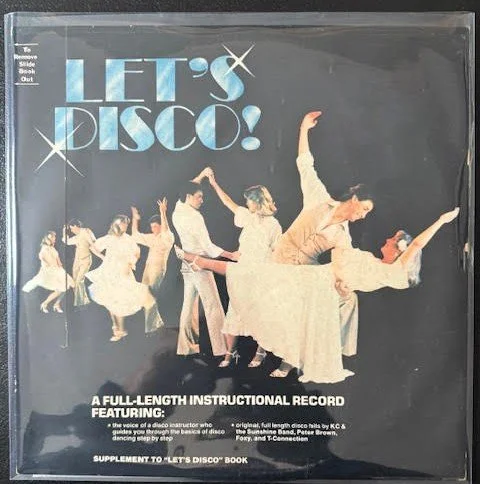 To
Remove
Slide
Book
Out
LET'S
DISCO!
A FULL-LENGTH INSTRUCTIONAL RECORD
FEATURING:
• the voice of a disco instructor who
guides you through the basics of disco
dancing step by step
• original, full length disco hits by KC &
the Sunshine Band, Peter Brown,
Foxy, and T-Connection
SUPPLEMENT TO "LET'S DISCO" BOOK